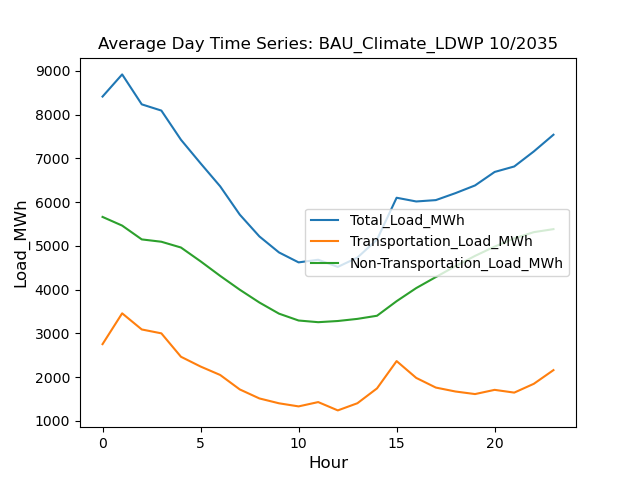 Average Day Time Series: BAU_Climate_LDWP 10/2035
Load_MWh
9000
8000
7000
6000
5000
4000
3000
2000
1000
Total_Load_MWh
Transportation_Load_MWh
Non-Transportation_Load_MWh
0 5 10 15 20
Hour